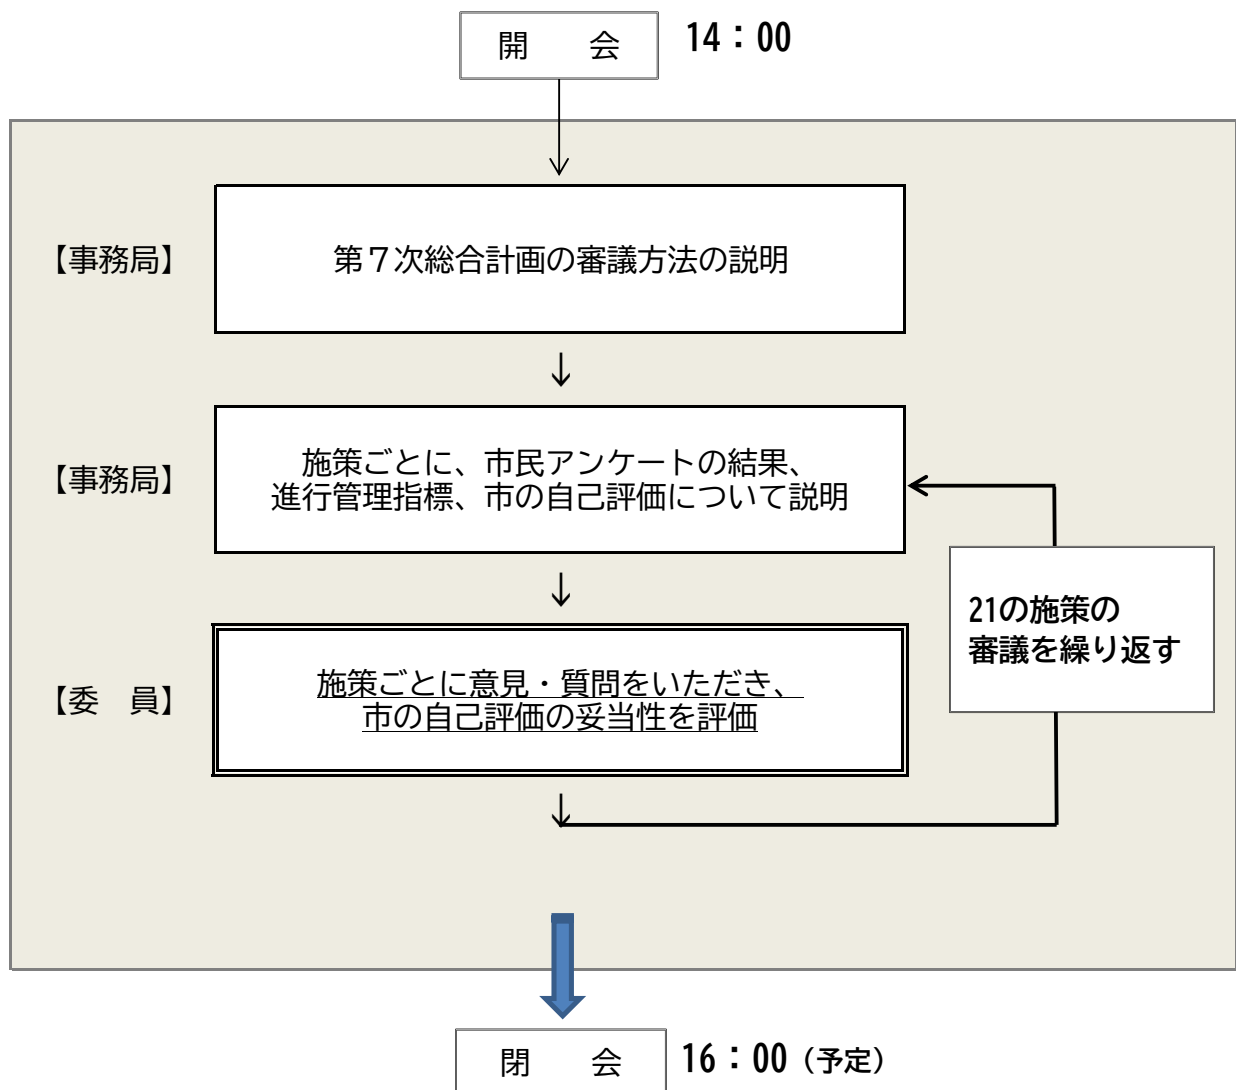 開　　会　14：00
【事務局】　第７次総合計画の審議方法の説明
↓
【事務局】　施策ごとに、市民アンケートの結果、
進行管理指標、市の自己評価について説明
↓
21の施策の
審議を繰り返す
【委　員】　施策ごとに意見・質問をいただき、
市の自己評価の妥当性を評価
↓
閉　　会　16：00（予定）